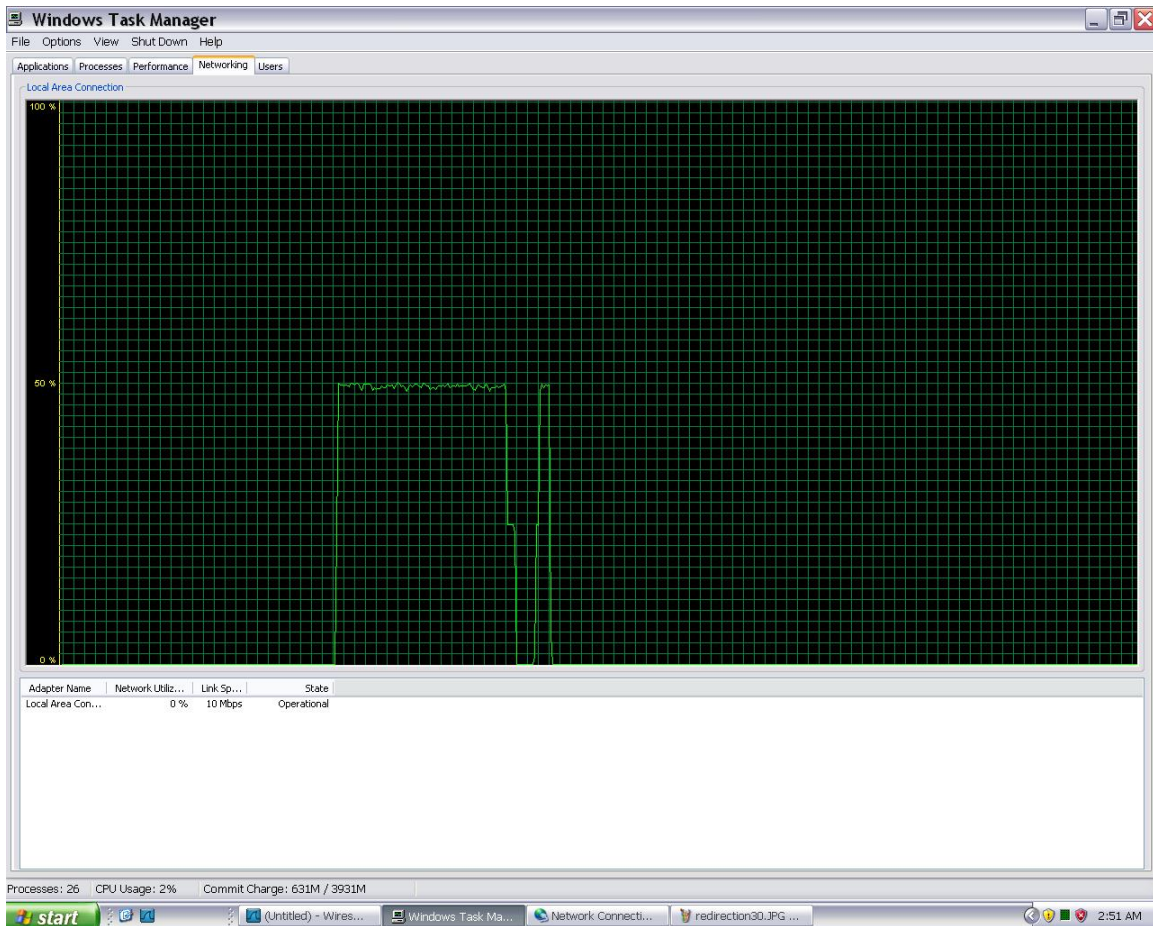 Windows Task Manager
File Options View Shut Down Help
Applications Processes Performance Networking Users
Local Area Connection
100 %
50 %
0 %
Adapter Name Network Utiliz... Link Sp... State
Local Area Con... 0 % 10 Mbps Operational
Processes: 26 CPU Usage: 2% Commit Charge: 631M / 3931M
start (Untitled) - Wires... Windows Task Ma... Network Connecti... redirection30.JPG ... 2:51 AM